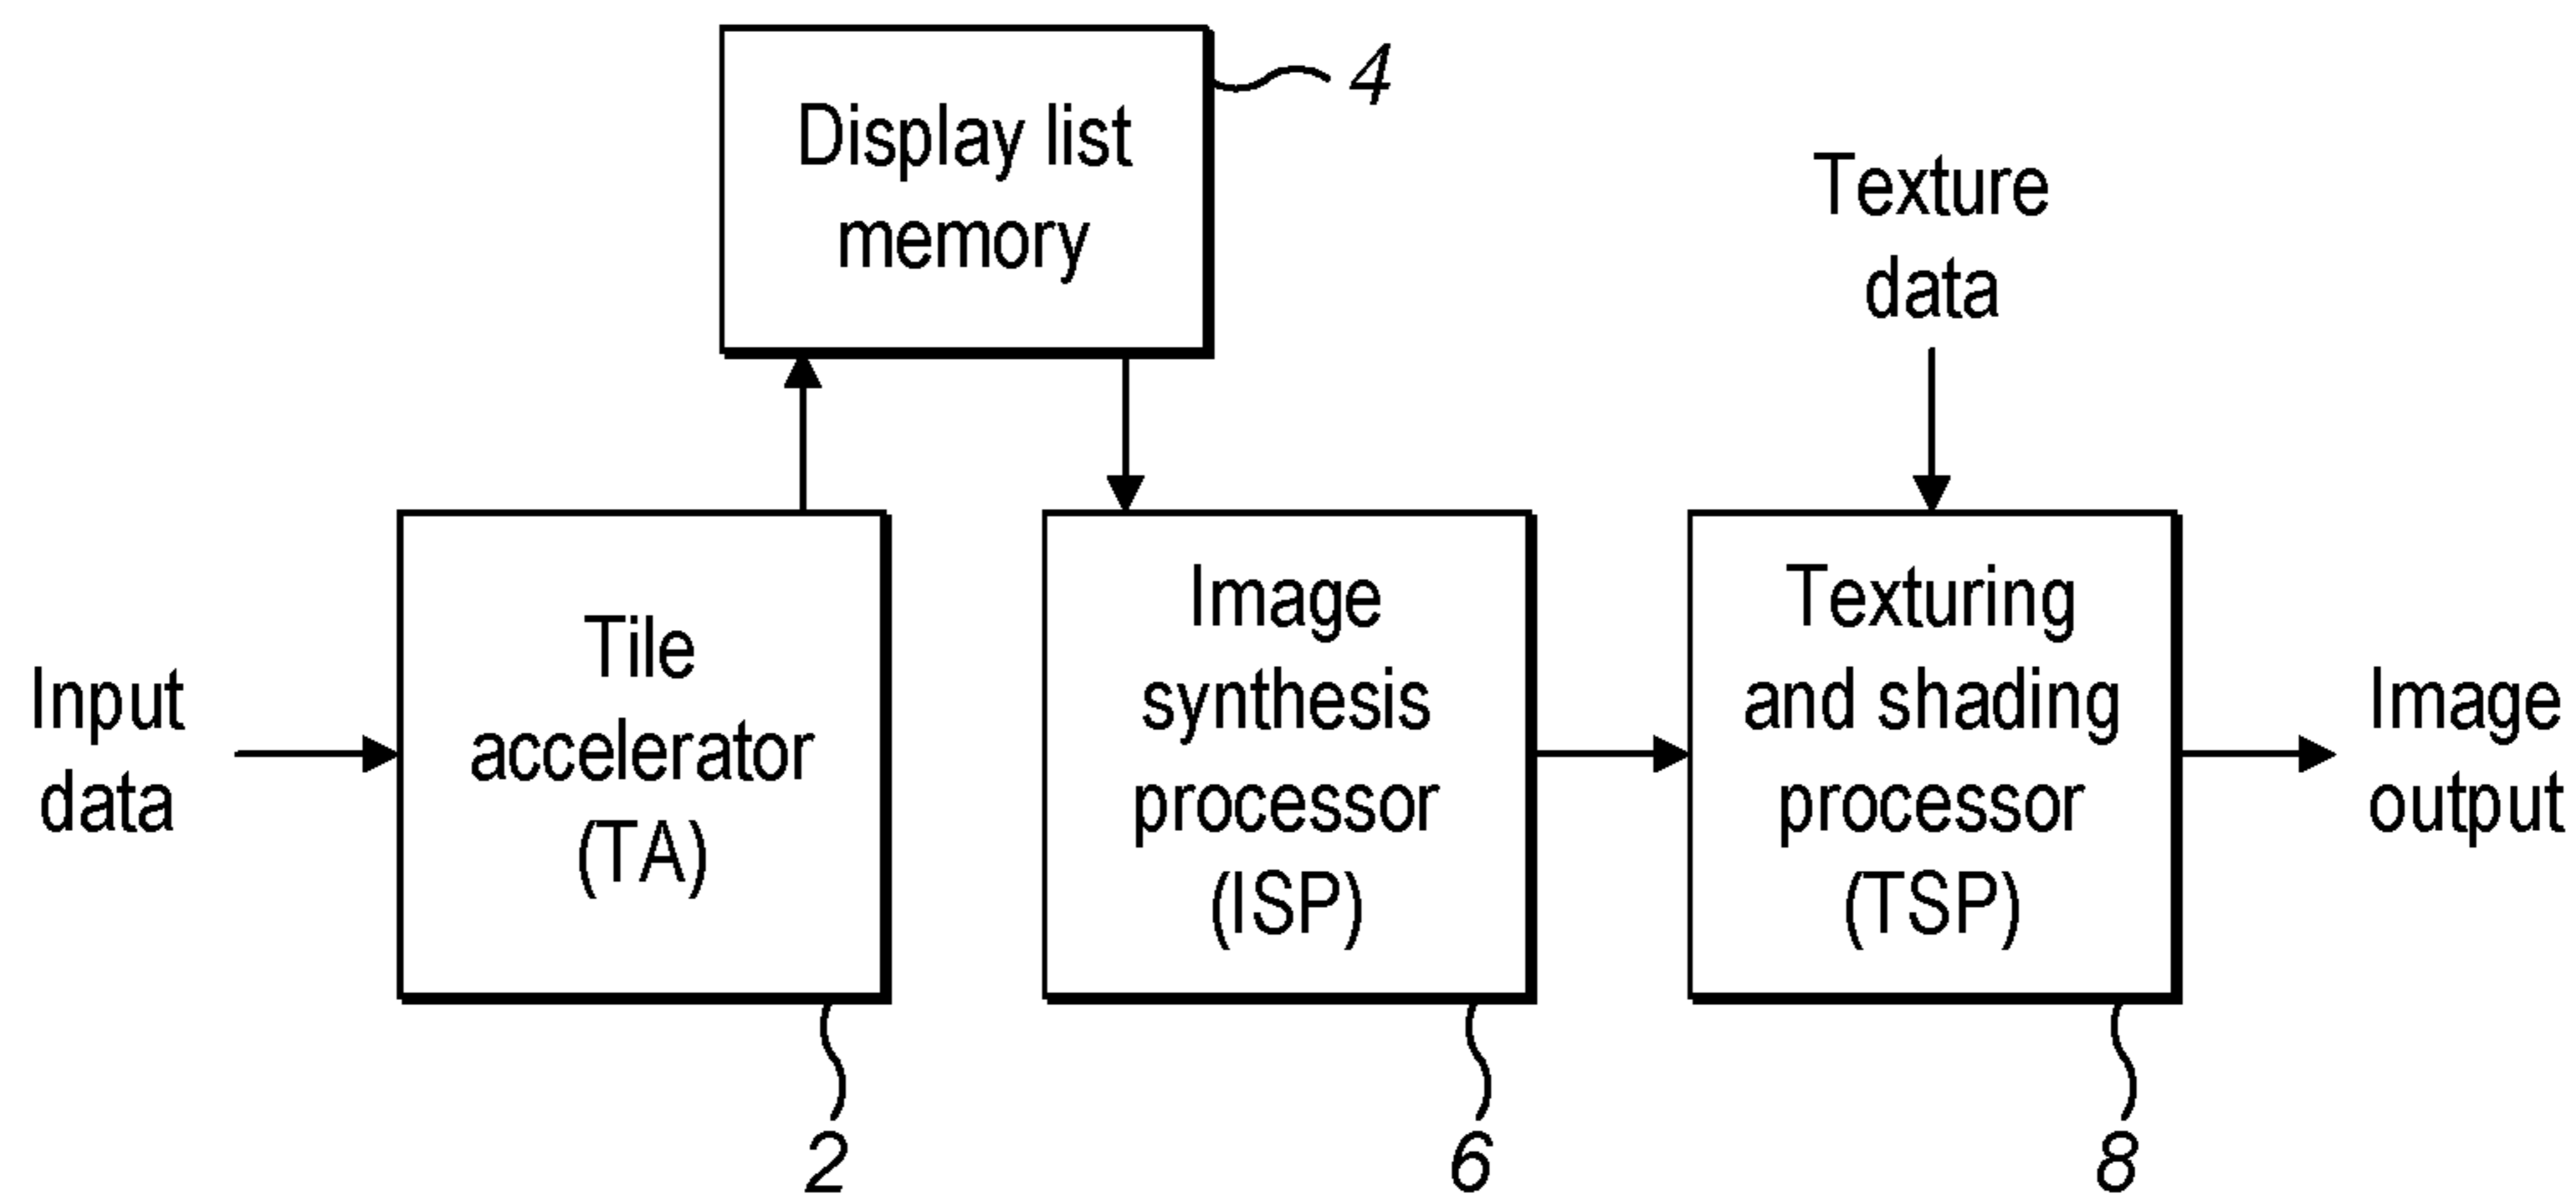 Display list
memory
4
Texture
data
Input
data
Tile
accelerator
(TA)
2
Image
synthesis
processor
(ISP)
6
Texturing
and shading
processor
(TSP)
8
Image
output